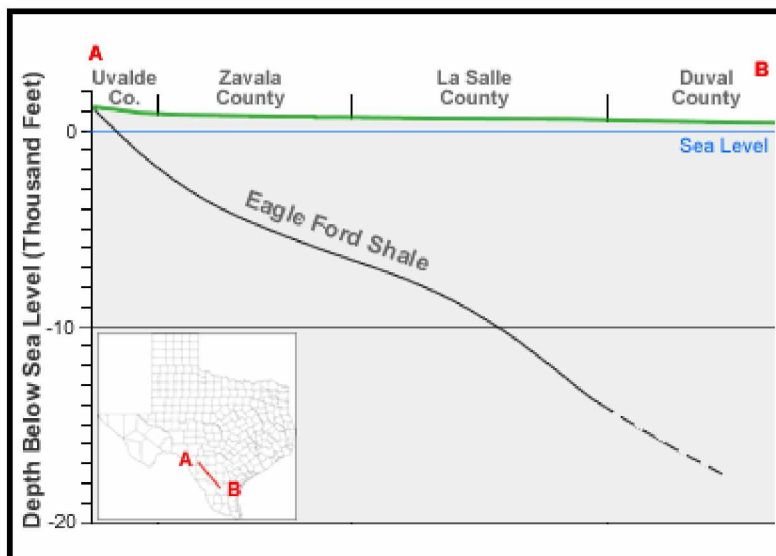 A
Uvalde Co.
Zavala County
La Salle County
Duval County
B
Depth Below Sea Level (Thousand Feet)
0
Sea Level
Eagle Ford Shale
-10
A
B
-20